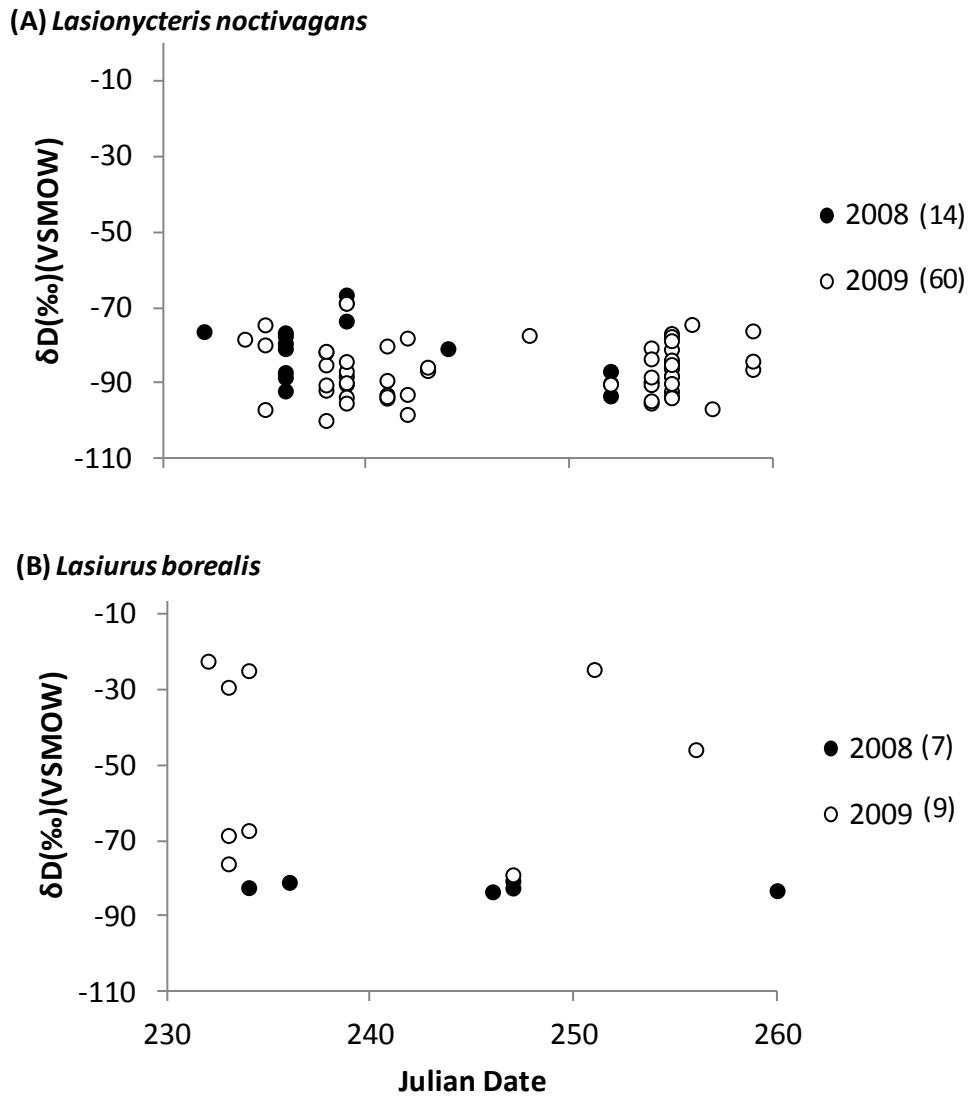 (A) Lasionycteris noctivagans
-10
-30
-50
-70
-90
-110
δD(‰)(VSMOW)
2008 (14)
2009 (60)
(B) Lasiurus borealis
-10
-30
-50
-70
-90
-110
δD(‰)(VSMOW)
2008 (7)
2009 (9)
230 240 250 260
Julian Date